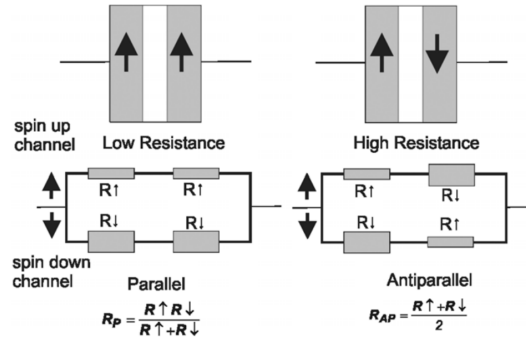 spin up
channel
Low Resistance
High Resistance
R↑ R↑
R↓ R↓
R↑ R↓
R↓ R↑
spin down
channel
Parallel
Antiparallel
R_P = R↑R↓ / R↑+R↓
R_AP = R↑+R↓ / 2